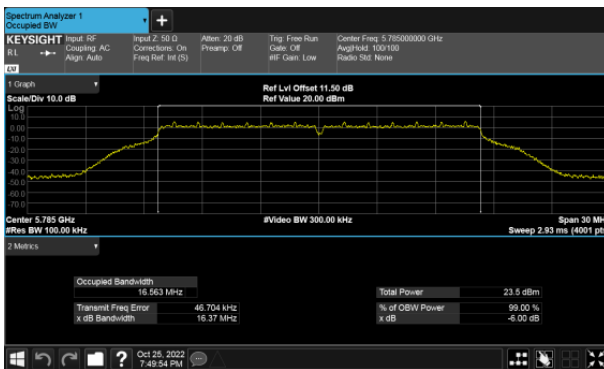 Spectrum Analyzer 1
Occupied BW
+
KEYSIGHT Input: RF Input Z: 50 Ω Atten: 20 dB Trig: Free Run Center Freq: 5.785000000 GHz
RL Coupling: AC Corrections: On Preamp: Off Gate: Off Avg|Hold: 100/100
Align: Auto Freq Ref: Int (S) #IF Gain: Low Radio Std: None
1 Graph
Ref Lvl Offset 11.50 dB
Scale/Div 10.0 dB Ref Value 20.00 dBm
Log
10.0
0.00
-10.0
-20.0
-30.0
-40.0
-50.0
-60.0
-70.0
Center 5.785 GHz #Video BW 300.00 kHz Span 30 MH
#Res BW 100.00 kHz Sweep 2.93 ms (4001 pts
2 Metrics
Occupied Bandwidth
16.563 MHz Total Power 23.5 dBm
Transmit Freq Error 46.704 kHz % of OBW Power 99.00 %
x dB Bandwidth 16.37 MHz x dB -6.00 dB
?
Oct 25, 2022
7:49:54 PM